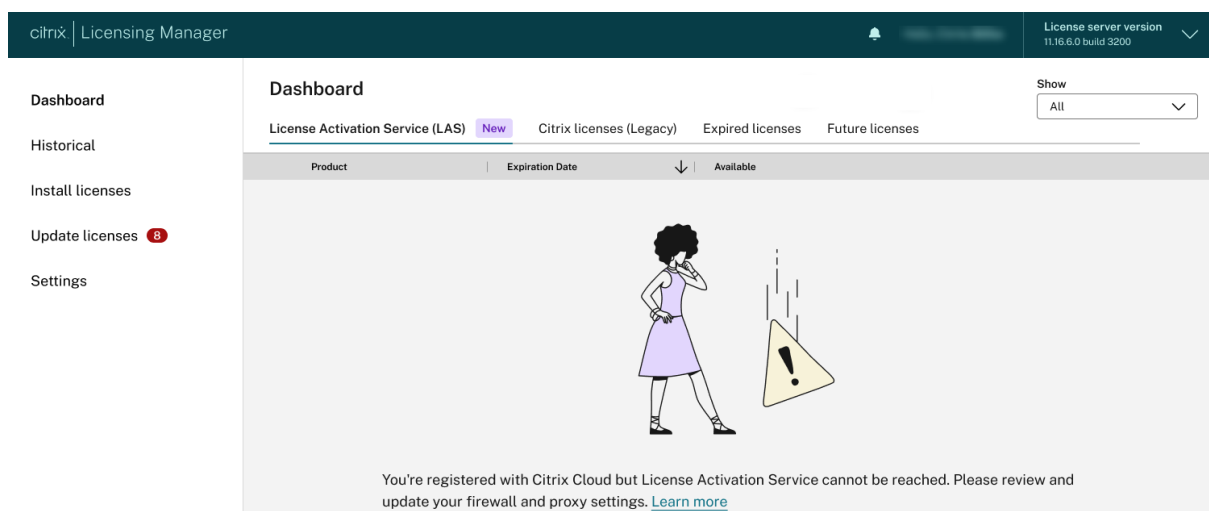 citrix | Licensing Manager
License server version
11.16.6.0 build 3200
Dashboard
Historical
Install licenses
Update licenses 8
Settings
Dashboard
Show
All
License Activation Service (LAS) New Citrix licenses (Legacy) Expired licenses Future licenses
Product Expiration Date Available
You're registered with Citrix Cloud but License Activation Service cannot be reached. Please review and
update your firewall and proxy settings. Learn more